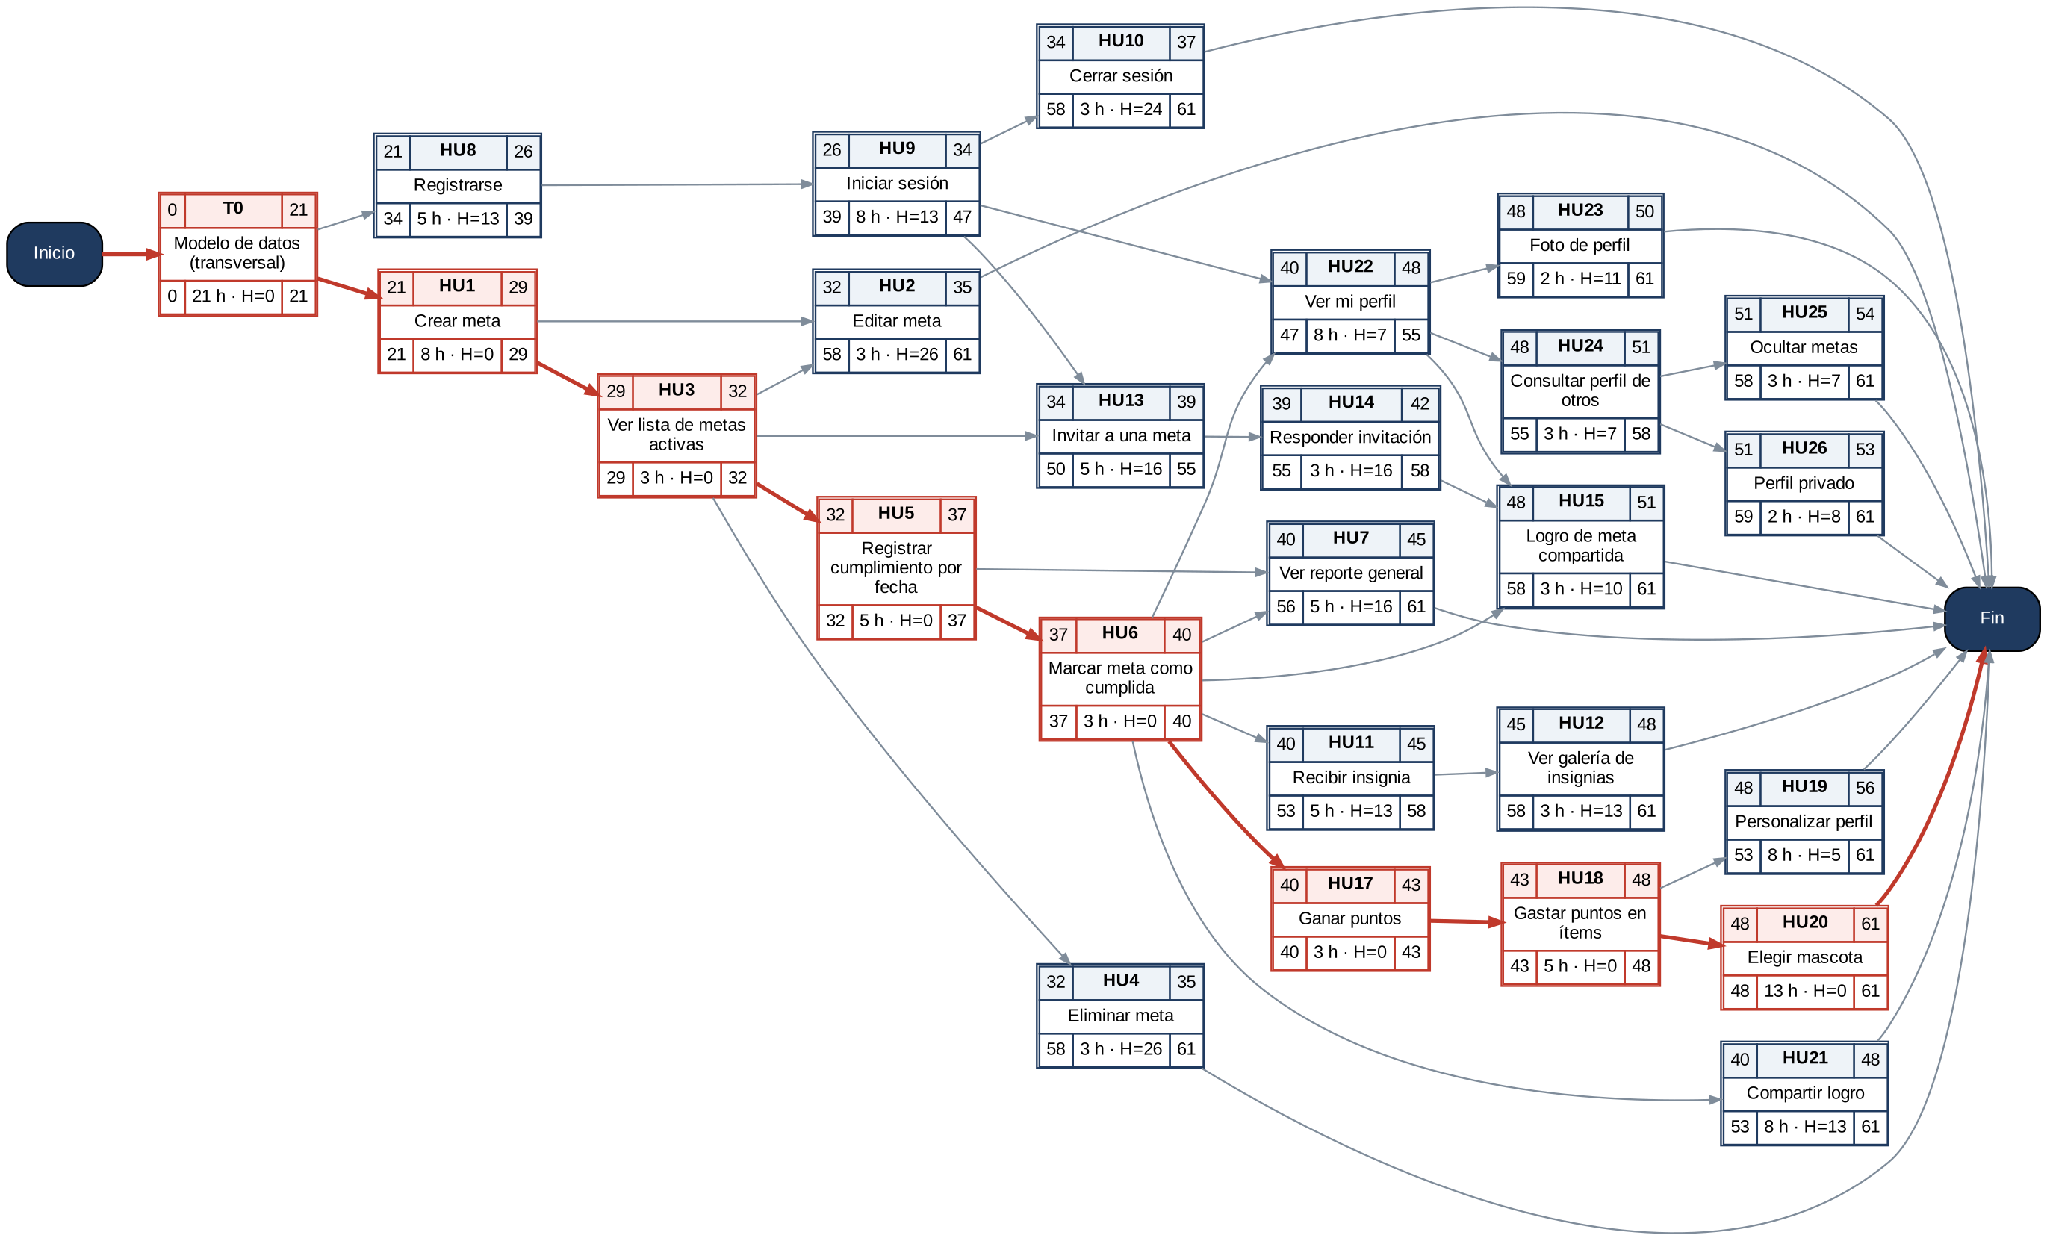 Inicio
0 T0 21
Modelo de datos
(transversal)
0 21 h · H=0 21
21 HU8 26
Registrarse
34 5 h · H=13 39
21 HU1 29
Crear meta
21 8 h · H=0 29
29 HU3 32
Ver lista de metas
activas
29 3 h · H=0 32
26 HU9 34
Iniciar sesión
39 8 h · H=13 47
32 HU2 35
Editar meta
58 3 h · H=26 61
32 HU5 37
Registrar
cumplimiento por
fecha
32 5 h · H=0 37
34 HU10 37
Cerrar sesión
58 3 h · H=24 61
34 HU13 39
Invitar a una meta
50 5 h · H=16 55
37 HU6 40
Marcar meta como
cumplida
37 3 h · H=0 40
32 HU4 35
Eliminar meta
58 3 h · H=26 61
40 HU22 48
Ver mi perfil
47 8 h · H=7 55
39 HU14 42
Responder invitación
55 3 h · H=16 58
40 HU7 45
Ver reporte general
56 5 h · H=16 61
40 HU11 45
Recibir insignia
53 5 h · H=13 58
40 HU17 43
Ganar puntos
40 3 h · H=0 43
48 HU23 50
Foto de perfil
59 2 h · H=11 61
48 HU24 51
Consultar perfil de
otros
55 3 h · H=7 58
48 HU15 51
Logro de meta
compartida
58 3 h · H=10 61
45 HU12 48
Ver galería de
insignias
58 3 h · H=13 61
43 HU18 48
Gastar puntos en
ítems
43 5 h · H=0 48
51 HU25 54
Ocultar metas
58 3 h · H=7 61
51 HU26 53
Perfil privado
59 2 h · H=8 61
48 HU19 56
Personalizar perfil
53 8 h · H=5 61
48 HU20 61
Elegir mascota
48 13 h · H=0 61
40 HU21 48
Compartir logro
53 8 h · H=13 61
Fin